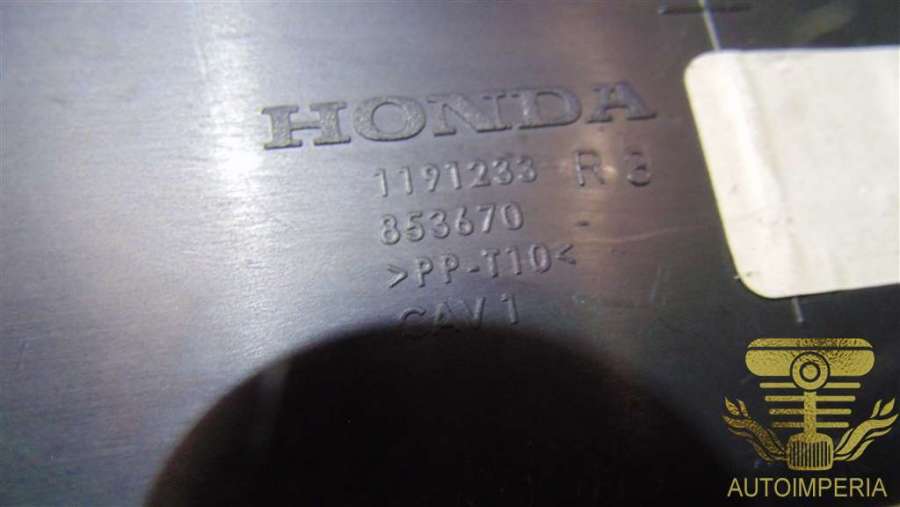 HONDA
1191233 R 3
853670 -
>PP-T10<
CAV 1
AUTOIMPERIA